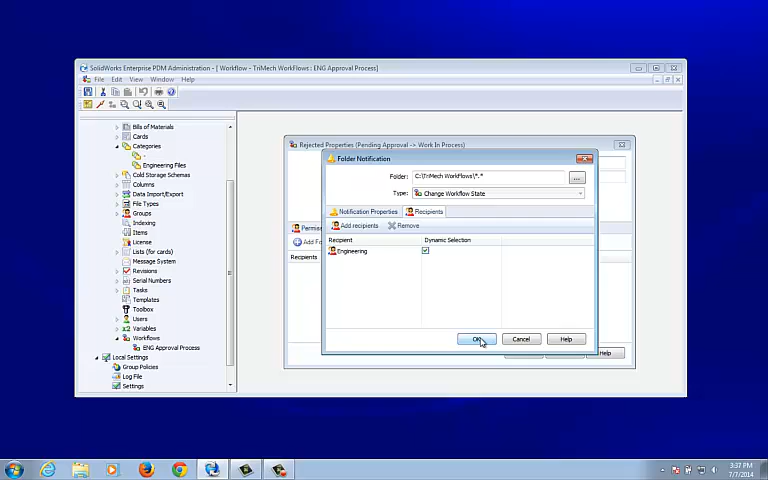 SolidWorks Enterprise PDM Administration - [ Workflow - TriMech WorkFlows : ENG Approval Process]
File Edit View Window Help
Bills of Materials
Cards
Categories
-
Engineering Files
Cold Storage Schemas
Columns
Data Import/Export
File Types
Groups
Indexing
Items
License
Lists (for cards)
Message System
Revisions
Serial Numbers
Tasks
Templates
Toolbox
Users
Variables
Workflows
ENG Approval Process
Local Settings
Group Policies
Log File
Settings
Rejected Properties (Pending Approval -> Work In Process)
Permis
Add Fo
Recipients
Help
Folder Notification
Folder: C:\TriMech WorkFlows\*.*
...
Type: Change Workflow State
Notification Properties Recipients
Add recipients Remove
Recipient Dynamic Selection
Engineering
OK Cancel Help
3:37 PM
7/7/2014